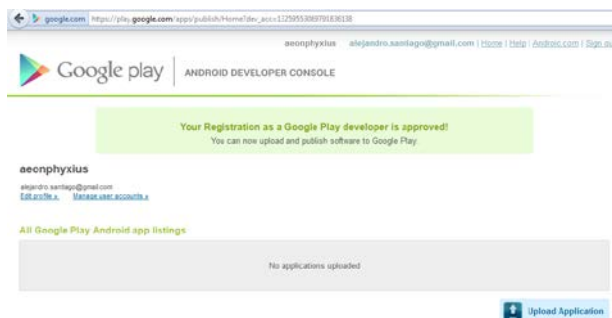 google.com https://play.google.com/apps/publish/Home?dev_acc=
aeonphyxius alejandro.santiago@gmail.com | Home | Help | Android.com | Sign ou
Google play ANDROID DEVELOPER CONSOLE
Your Registration as a Google Play developer is approved!
You can now upload and publish software to Google Play.
aeonphyxius
alejandro.santiago@gmail.com
Edit profile » Manage user accounts »
All Google Play Android app listings
No applications uploaded
Upload Application